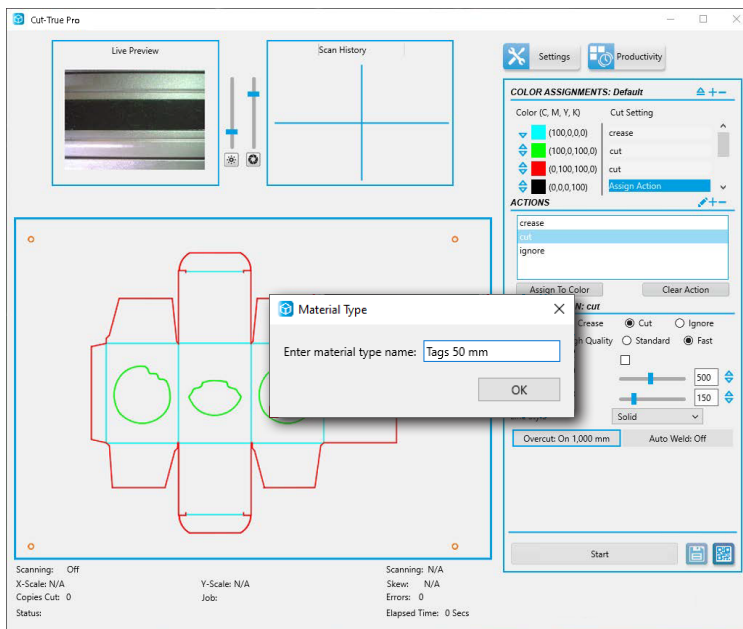 Cut-True Pro
Live Preview
Scan History
Settings
Productivity
COLOR ASSIGNMENTS: Default
Color (C, M, Y, K) Cut Setting
(100,0,0,0) crease
(100,0,100,0) cut
(0,100,100,0) cut
(0,0,0,100) Assign Action
ACTIONS
crease
cut
ignore
Assign To Color Clear Action
N: cut
Crease Cut Ignore
Quality Standard Fast
500
150
Solid
Overcut: On 1,000 mm Auto Weld: Off
Start
Material Type
Enter material type name: Tags 50 mm
OK
Scanning: Off Scanning: N/A
X-Scale: N/A Y-Scale: N/A Skew: N/A
Copies Cut: 0 Job: Errors: 0
Status: Elapsed Time: 0 Secs